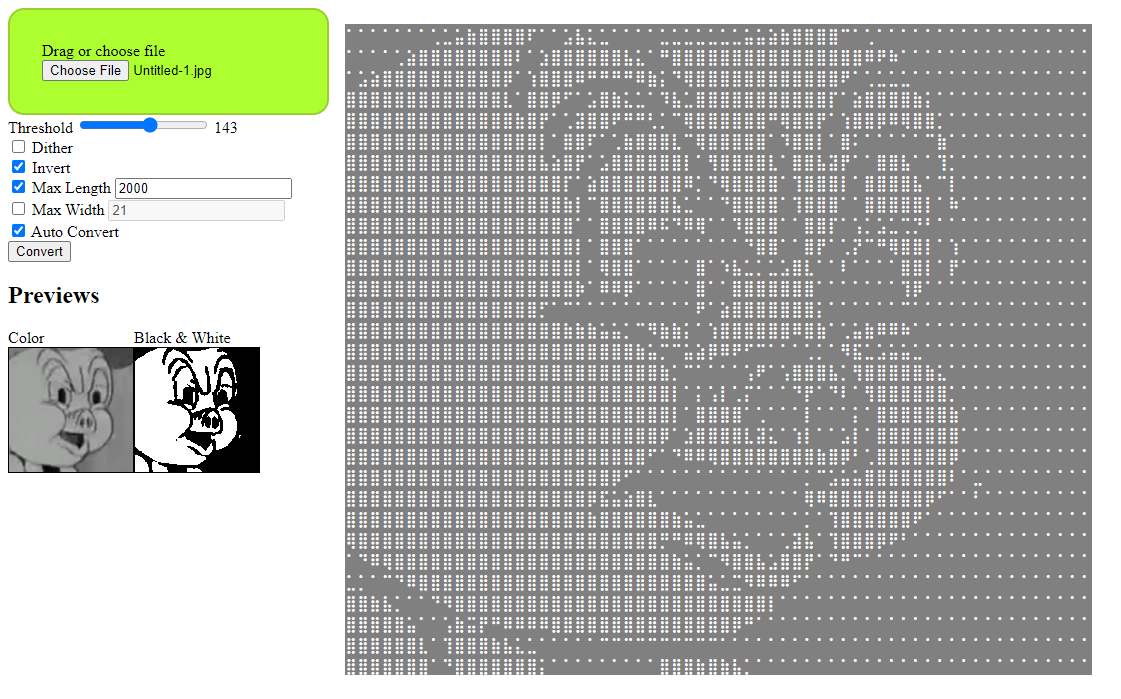 Drag or choose file
Choose File Untitled-1.jpg
Threshold 143
Dither
Invert
Max Length 2000
Max Width 21
Auto Convert
Convert
Previews
Color Black & White